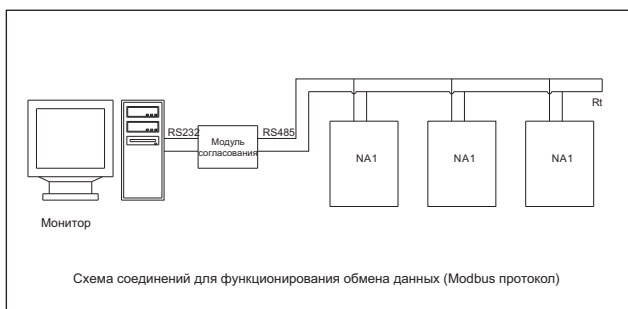 RS232
Модуль
согласования
RS485
Rt
NA1
NA1
NA1
Монитор
Схема соединений для функционирования обмена данных (Modbus протокол)